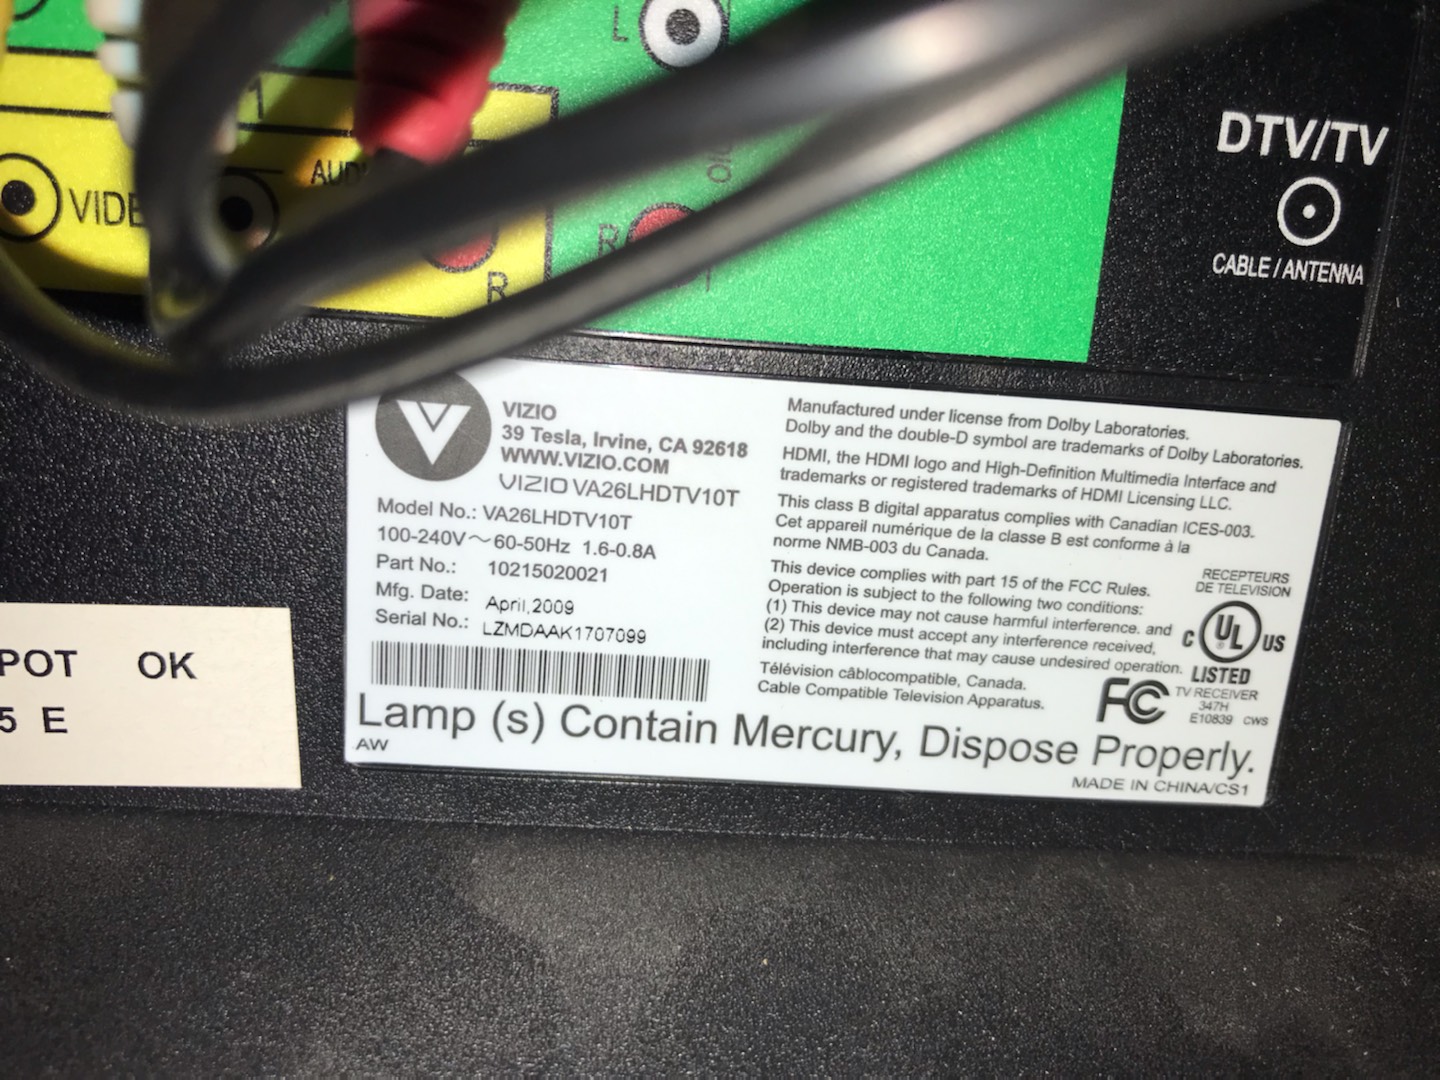 L
1
AUDI
VIDE
R
R
DTV/TV
CABLE / ANTENNA
POT OK
5 E
VIZIO
39 Tesla, Irvine, CA 92618
WWW.VIZIO.COM
VIZIO VA26LHDTV10T
Model No.: VA26LHDTV10T
100-240V～60-50Hz 1.6-0.8A
Part No.: 10215020021
Mfg. Date: April,2009
Serial No.: LZMDAAK1707099
Manufactured under license from Dolby Laboratories.
Dolby and the double-D symbol are trademarks of Dolby Laboratories.
HDMI, the HDMI logo and High-Definition Multimedia Interface and
trademarks or registered trademarks of HDMI Licensing LLC.
This class B digital apparatus complies with Canadian ICES-003.
Cet appareil numérique de la classe B est conforme à la
norme NMB-003 du Canada.
This device complies with part 15 of the FCC Rules.
Operation is subject to the following two conditions:
(1) This device may not cause harmful interference. and
(2) This device must accept any interference received,
including interference that may cause undesired operation.
Télévision câblocompatible, Canada.
Cable Compatible Television Apparatus.
RECEPTEURS
DE TELEVISION
C UL ® US
LISTED
FC TV RECEIVER
347H
E10839 CWS
Lamp (s) Contain Mercury, Dispose Properly.
AW
MADE IN CHINA/CS1